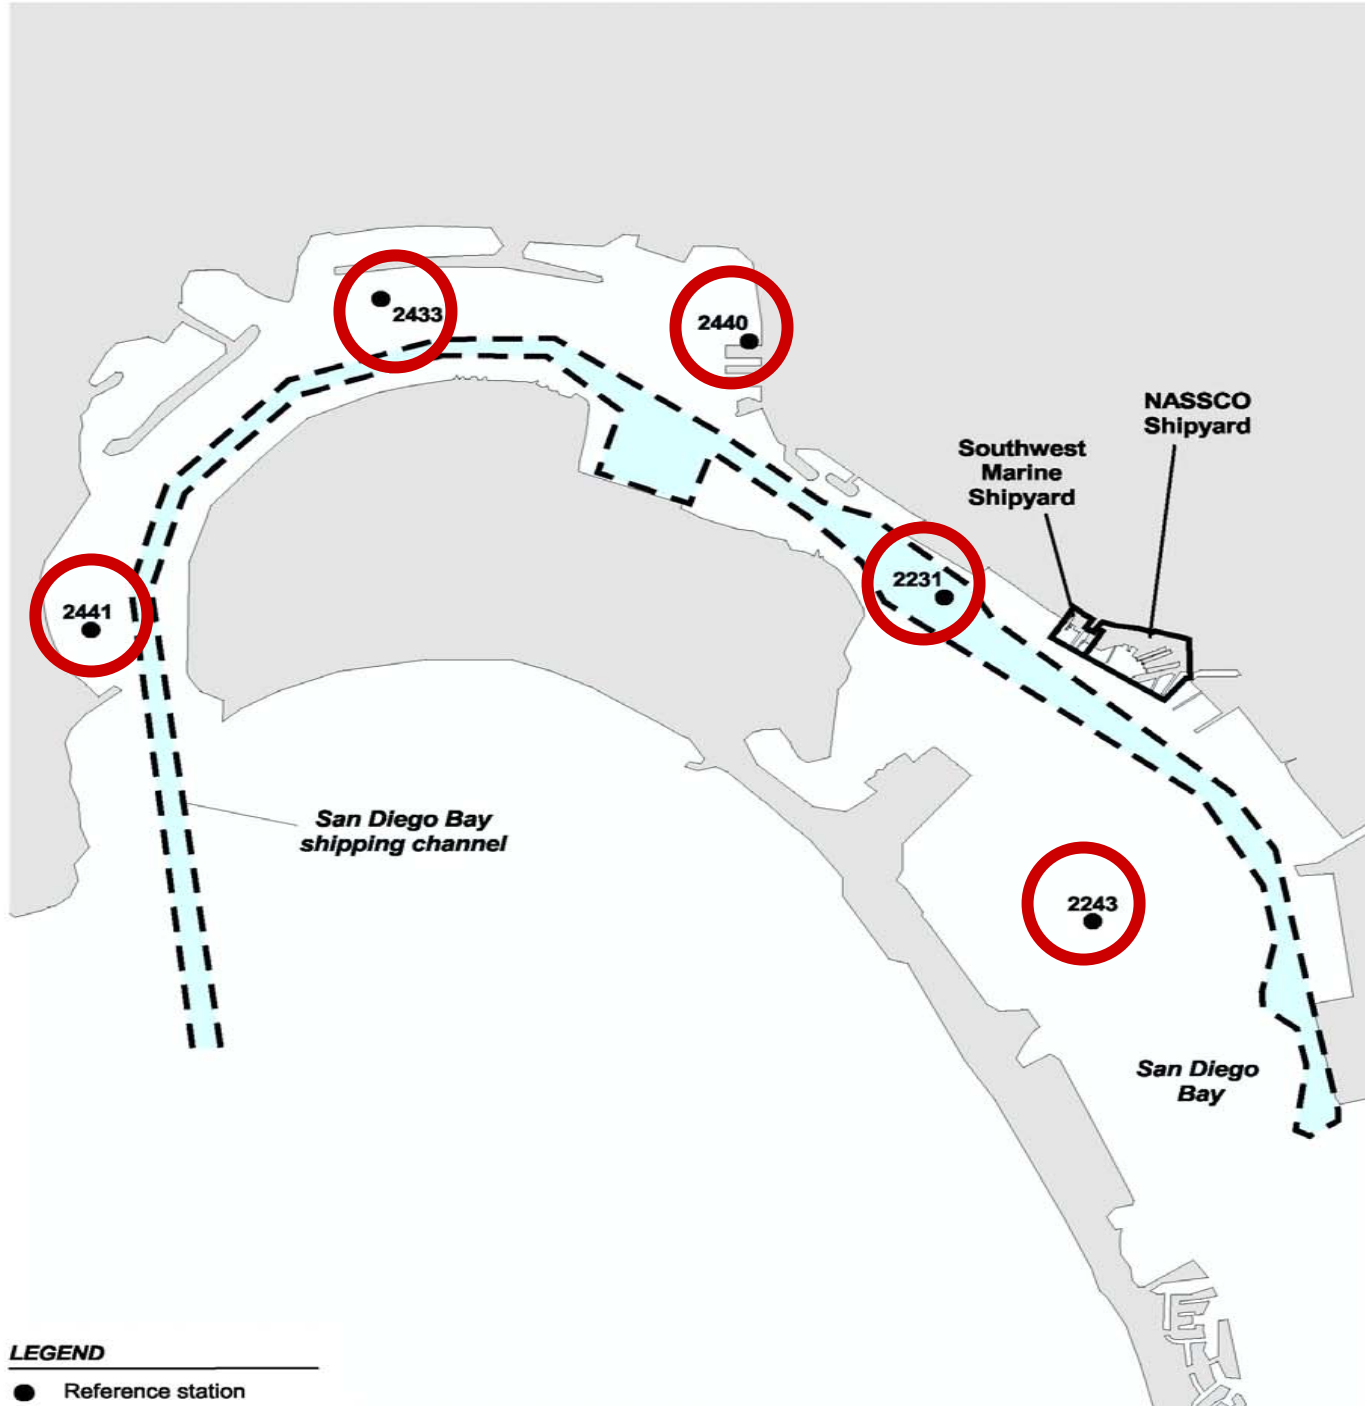 2433
2440
NASSCO
Shipyard
Southwest
Marine
Shipyard
2231
2441
San Diego Bay
shipping channel
2243
San Diego
Bay
LEGEND
Reference station